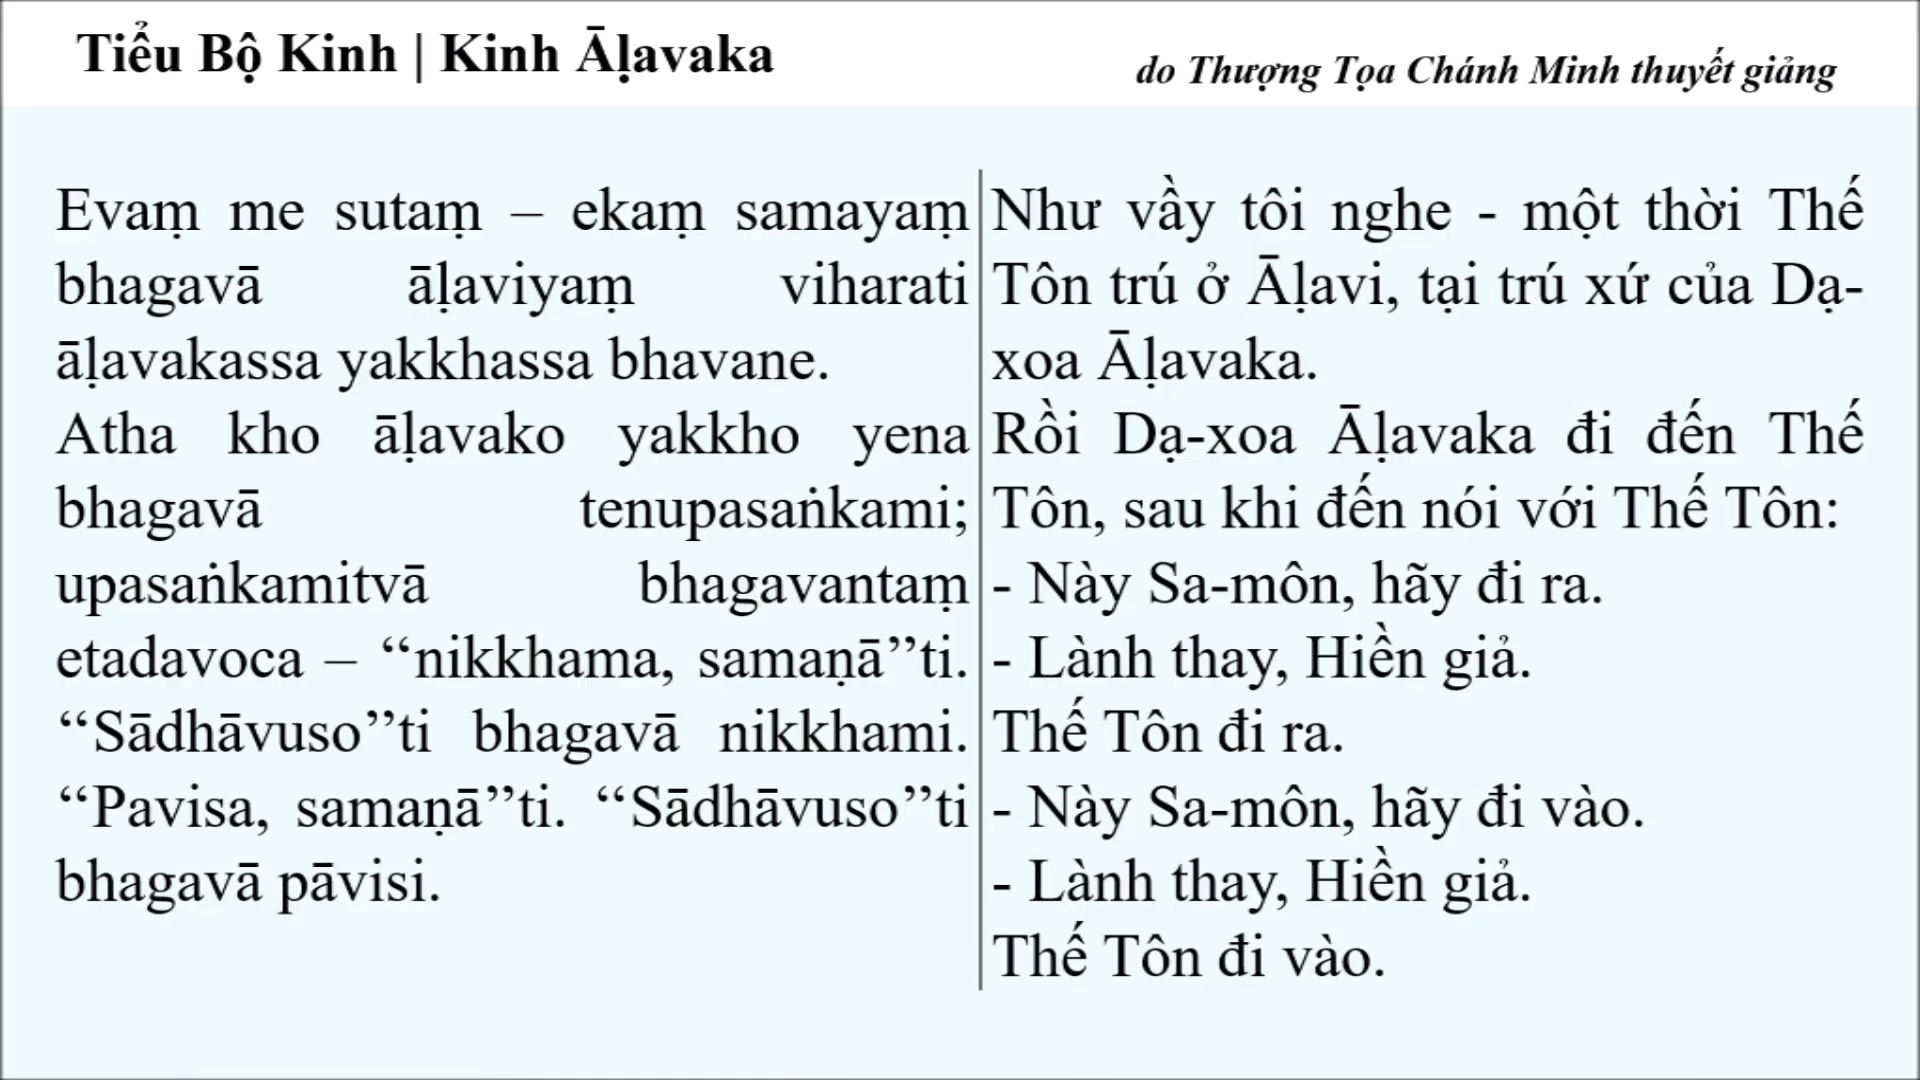 Tiểu Bộ Kinh | Kinh Āḷavaka
do Thượng Tọa Chánh Minh thuyết giảng
Evaṃ me sutaṃ – ekaṃ samayaṃ
bhagavā āḷaviyaṃ viharati
āḷavakassa yakkhassa bhavane.
Atha kho āḷavako yakkho yena
bhagavā tenupasaṅkami;
upasaṅkamitvā bhagavantaṃ
etadavoca – ‘‘nikkhama, samaṇā’’ti.
‘‘Sādhāvuso’’ti bhagavā nikkhami.
‘‘Pavisa, samaṇā’’ti. ‘‘Sādhāvuso’’ti
bhagavā pāvisi.
Như vầy tôi nghe - một thời Thế
Tôn trú ở Āḷavi, tại trú xứ của Dạ-
xoa Āḷavaka.
Rồi Dạ-xoa Āḷavaka đi đến Thế
Tôn, sau khi đến nói với Thế Tôn:
- Này Sa-môn, hãy đi ra.
- Lành thay, Hiền giả.
Thế Tôn đi ra.
- Này Sa-môn, hãy đi vào.
- Lành thay, Hiền giả.
Thế Tôn đi vào.